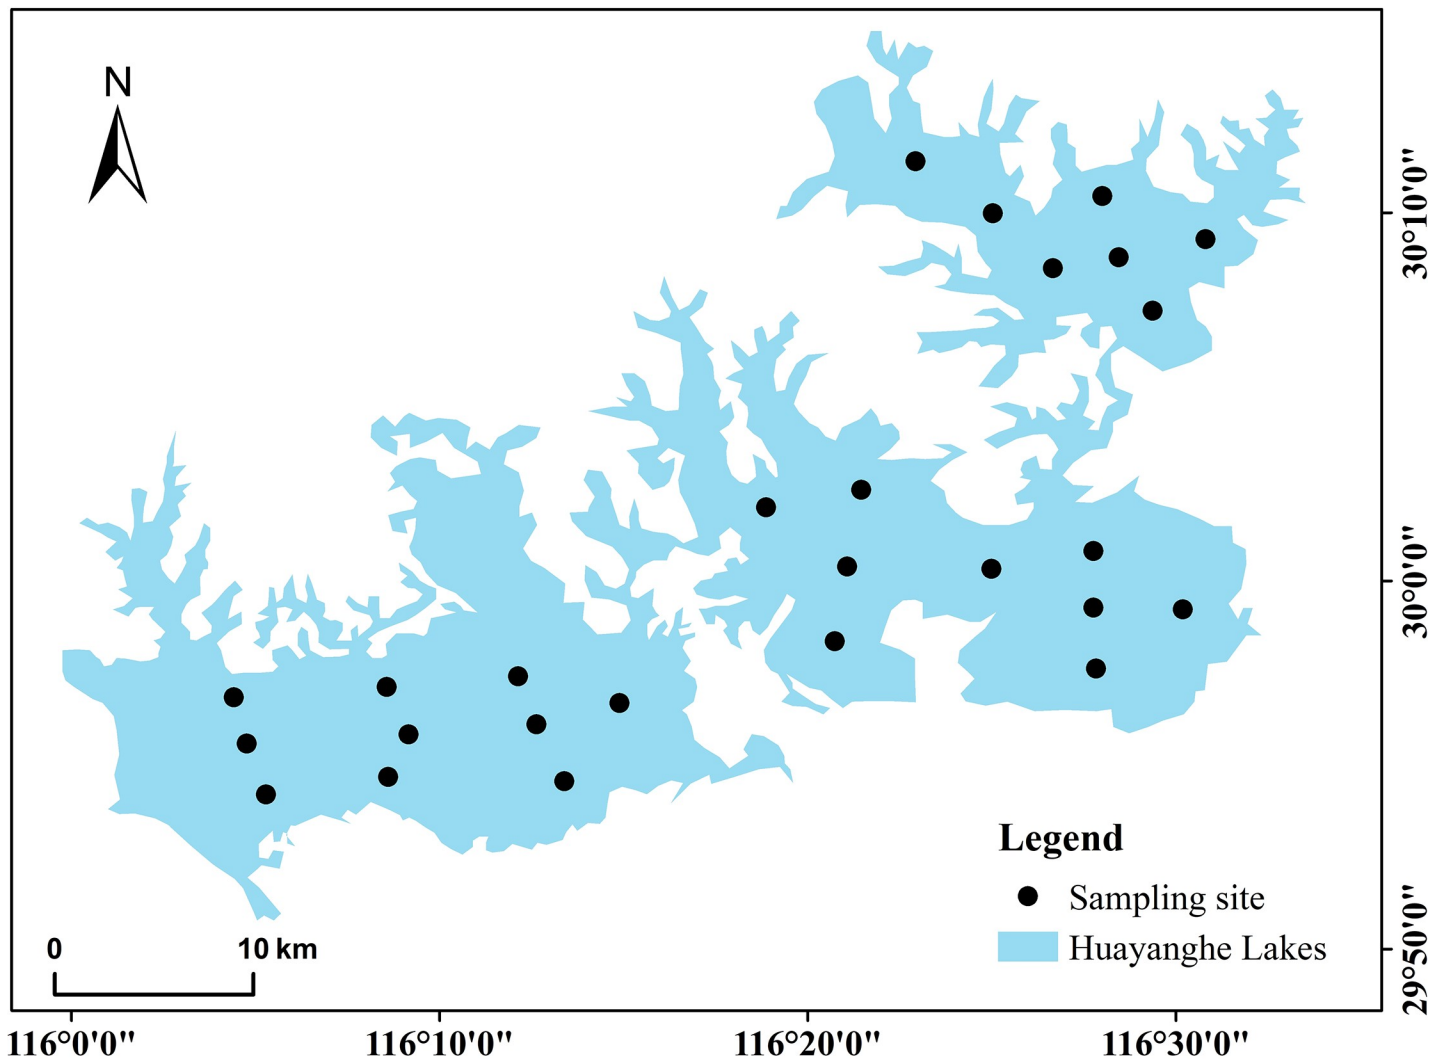 N
30°10'0"
30°0'0"
29°50'0"
Legend
Sampling site
Huayanghe Lakes
0 10 km
116°0'0" 116°10'0" 116°20'0" 116°30'0"